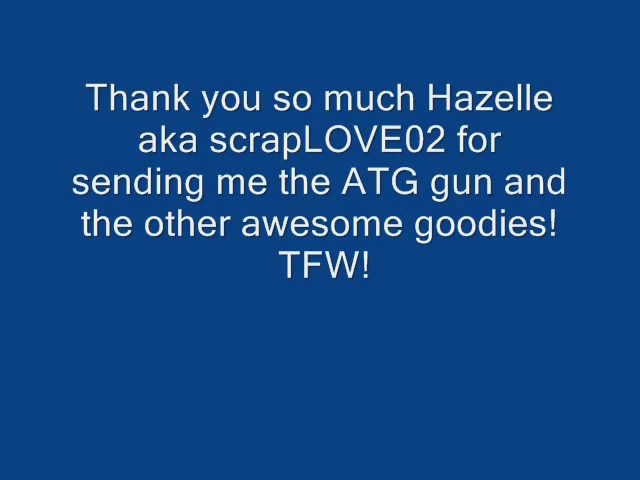 Thank you so much Hazelle
aka scrapLOVE02 for
sending me the ATG gun and
the other awesome goodies!
TFW!